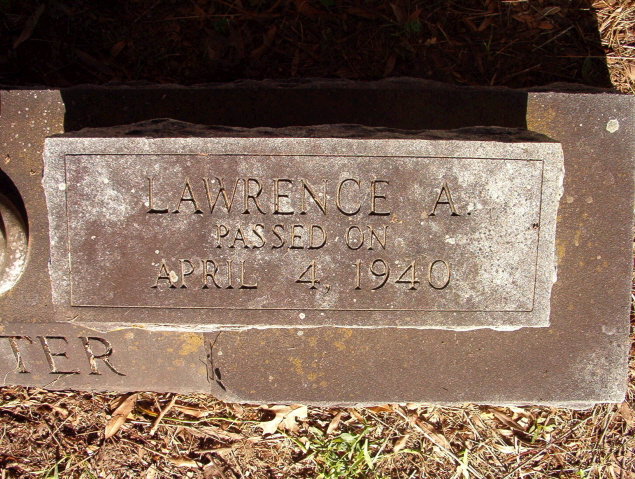 LAWRENCE A.
PASSED ON
APRIL 4, 1940
TER